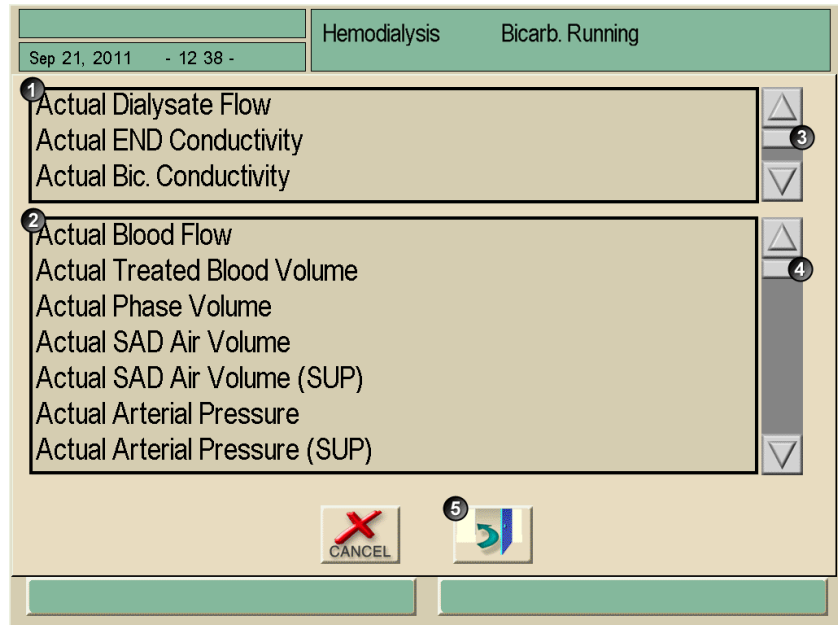 Hemodialysis Bicarb. Running
Sep 21, 2011 - 12 38 -
1
Actual Dialysate Flow
Actual END Conductivity
3
Actual Bic. Conductivity
2
Actual Blood Flow
Actual Treated Blood Volume
4
Actual Phase Volume
Actual SAD Air Volume
Actual SAD Air Volume (SUP)
Actual Arterial Pressure
Actual Arterial Pressure (SUP)
5
CANCEL